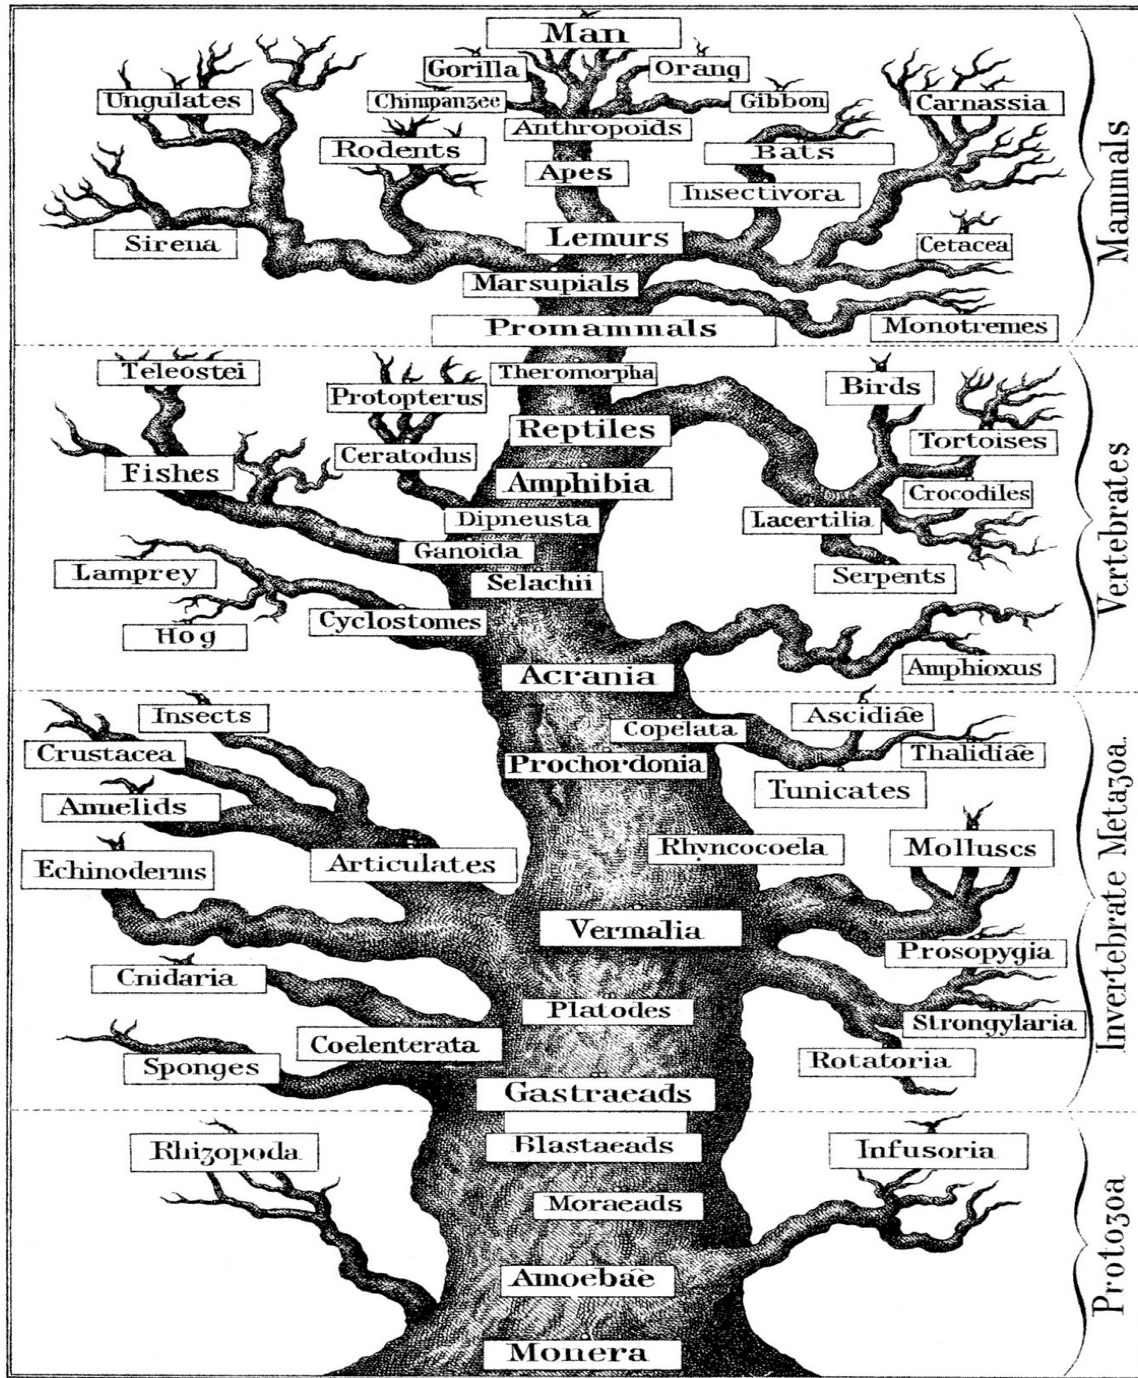 Man
Gorilla
Orang
Chimpanzee
Gibbon
Ungulates
Carnassia
Anthropoids
Rodents
Bats
Apes
Insectivora
Sirena
Lemurs
Cetacea
Marsupials
Promammals
Monotremes
Mammals
Teleostei
Theromorpha
Birds
Protopterus
Reptiles
Tortoises
Ceratodus
Fishes
Amphibia
Crocodiles
Dipneusta
Lacertilia
Ganoida
Lamprey
Selachii
Serpents
Cyclostomes
Hog
Acrania
Amphioxus
Vertebrates
Insects
Ascidiae
Copelata
Crustacea
Thalidiae
Prochordonia
Tunicates
Annelids
Rhyncocoela
Molluscs
Echinoderms
Articulates
Vermalia
Prosopygia
Cnidaria
Platodes
Strongylaria
Coelenterata
Rotatoria
Sponges
Gastraeads
Invertebrate Metazoa.
Blastaeads
Rhizopoda
Infusoria
Moraeads
Amoebae
Monera
Protozoa